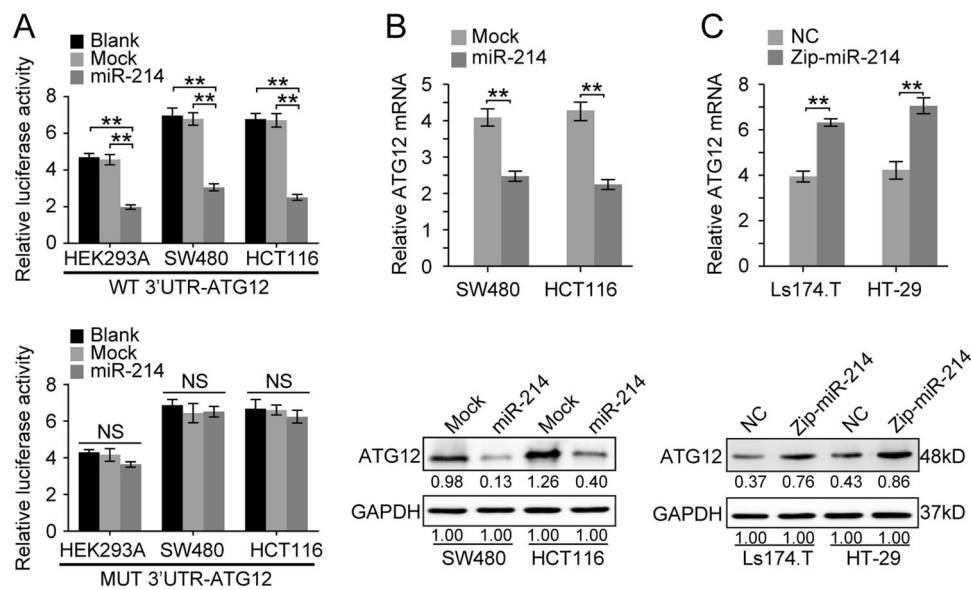 A
Blank
Mock
miR-214
Relative luciferase activity
8
6
4
2
0
** ** ** ** ** **
HEK293A SW480 HCT116
WT 3'UTR-ATG12
Blank
Mock
miR-214
Relative luciferase activity
8
6
4
2
0
NS NS NS
HEK293A SW480 HCT116
MUT 3'UTR-ATG12
B
Mock
miR-214
Relative ATG12 mRNA
5
4
3
2
1
0
** **
SW480 HCT116
Mock miR-214 Mock miR-214
ATG12
0.98 0.13 1.26 0.40
GAPDH
1.00 1.00 1.00 1.00
SW480 HCT116
C
NC
Zip-miR-214
Relative ATG12 mRNA
8
6
4
2
0
** **
Ls174.T HT-29
NC Zip-miR-214 NC Zip-miR-214
ATG12 48kD
0.37 0.76 0.43 0.86
GAPDH 37kD
1.00 1.00 1.00 1.00
Ls174.T HT-29